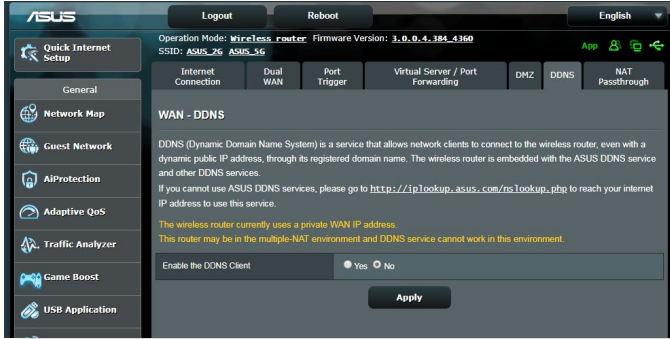 ASUS
Logout
Reboot
English
Operation Mode: Wireless router Firmware Version: 3.0.0.4.384_4360
SSID: ASUS_2G ASUS_5G
App
Quick Internet
Setup
General
Network Map
Guest Network
AiProtection
Adaptive QoS
Traffic Analyzer
Game Boost
USB Application
Internet
Connection
Dual
WAN
Port
Trigger
Virtual Server / Port
Forwarding
DMZ
DDNS
NAT
Passthrough
WAN - DDNS
DDNS (Dynamic Domain Name System) is a service that allows network clients to connect to the wireless router, even with a
dynamic public IP address, through its registered domain name. The wireless router is embedded with the ASUS DDNS service
and other DDNS services.
If you cannot use ASUS DDNS services, please go to http://iplookup.asus.com/nslookup.php to reach your internet
IP address to use this service.
The wireless router currently uses a private WAN IP address.
This router may be in the multiple-NAT environment and DDNS service cannot work in this environment.
Enable the DDNS Client
Yes
No
Apply